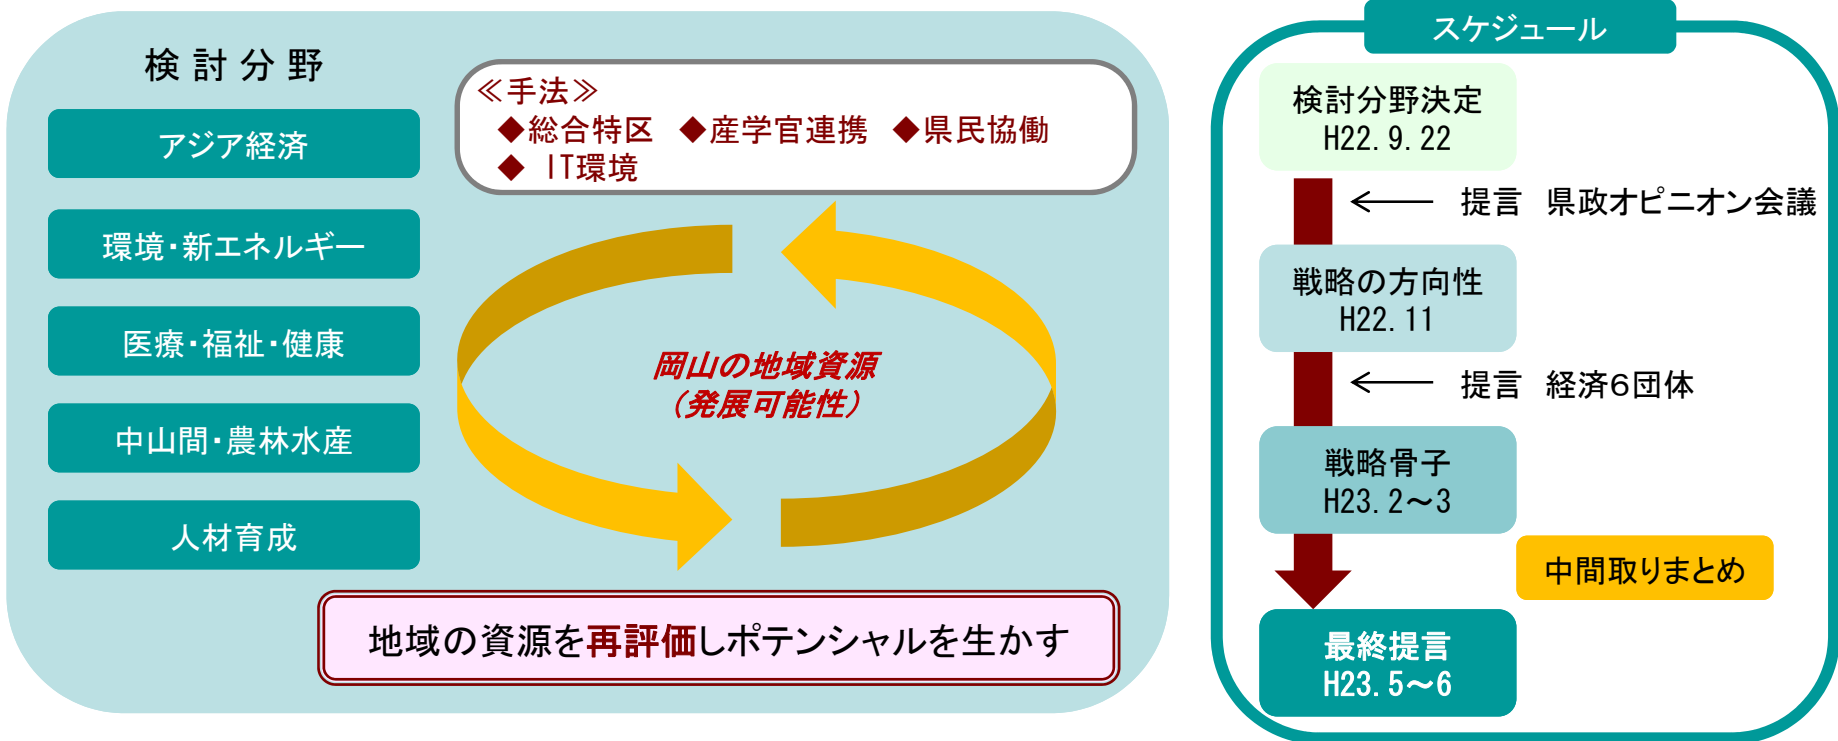 検討分野
アジア経済
環境・新エネルギー
医療・福祉・健康
中山間・農林水産
人材育成
≪手法≫
◆総合特区 ◆産学官連携 ◆県民協働
◆ IT環境
岡山の地域資源
（発展可能性）
地域の資源を再評価しポテンシャルを生かす
スケジュール
検討分野決定
H22.9.22
提言 県政オピニオン会議
戦略の方向性
H22.11
提言 経済６団体
戦略骨子
H23.2～3
中間取りまとめ
最終提言
H23.5～6